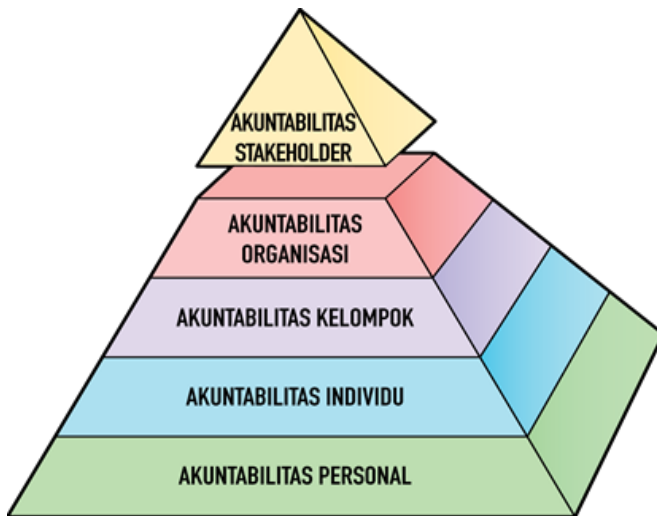 AKUNTABILITAS
STAKEHOLDER
AKUNTABILITAS
ORGANISASI
AKUNTABILITAS KELOMPOK
AKUNTABILITAS INDIVIDU
AKUNTABILITAS PERSONAL